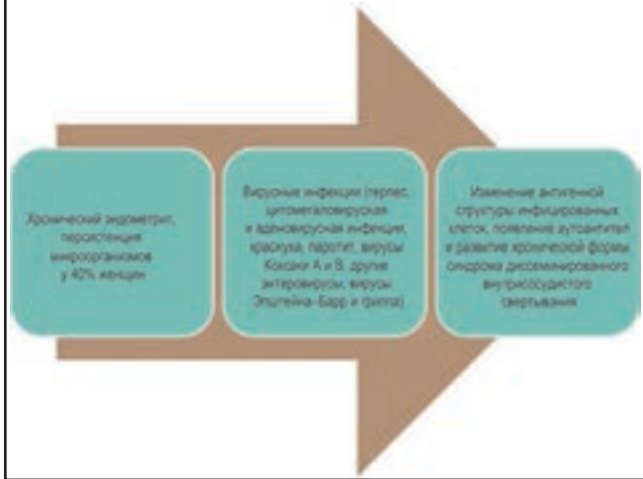 Хронический эндометрит,
персистенция
микроорганизмов
у 40% женщин
Вирусные инфекции (герпес,
цитомегаловирусная
и аденовирусная инфекции,
краснуха, паротит, вирусы
Коксаки А и В, другие
энтеровирусы, вирусы
Эпштейна–Барр и гриппа)
Изменение антигенной
структуры инфицированных
клеток, появление аутоантител
и развитие хронической формы
синдрома диссеминированного
внутрисосудистого
свертывания